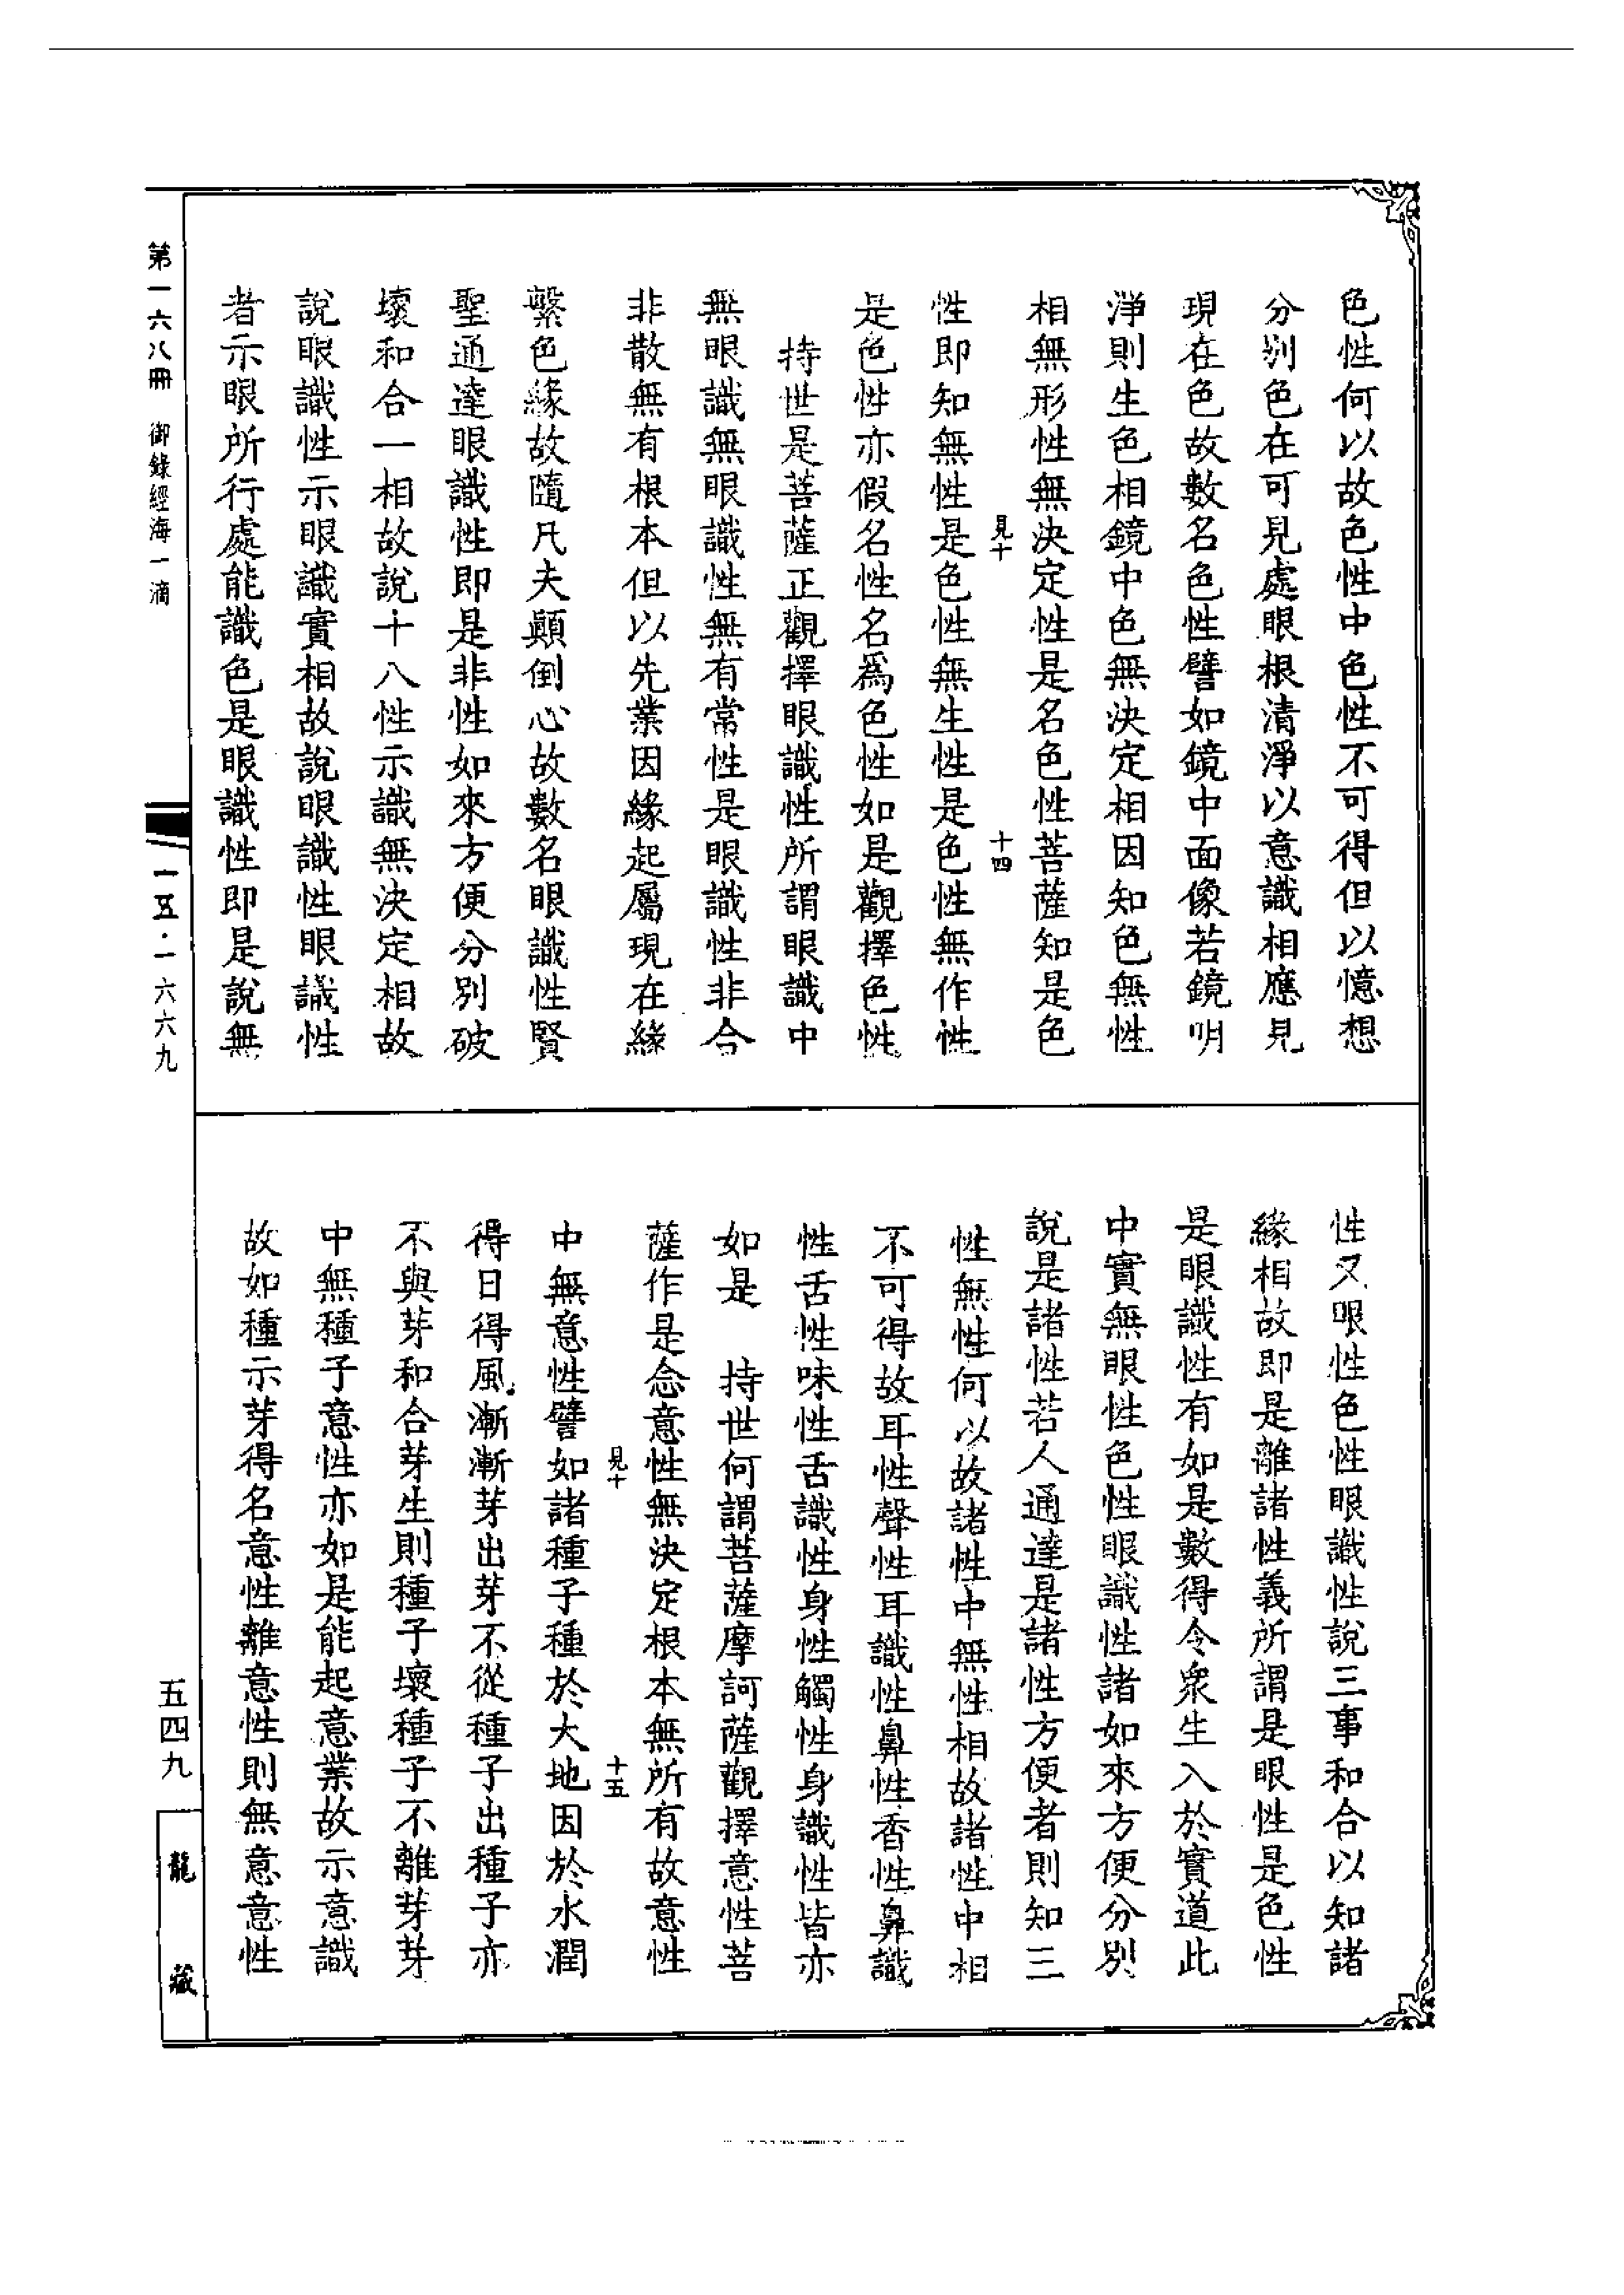 色性何以故色性中色性不可得但以憶想
分別色在可見處眼根清淨以意識相應見
現在色故數名色性譬如鏡中面像若鏡明
淨則生色相鏡中色無決定相因知色無性
相無形性無決定性是名色性菩薩知是色
見十
十四
性即知無性是色性無生性是色性無作性
是色性亦假名性名爲色性如是觀擇色性
持世是菩薩正觀擇眼識性所謂眼識中
無眼識無眼識性無有常性是眼識性非合
非散無有根本但以先業因緣起屬現在緣
繫色緣故隨凡夫顛倒心故數名眼識性賢
聖通達眼識性即是非性如來方便分別破
壞和合一相故說十八性示識無決定相故
說眼識性示眼識實相故說眼識性眼識性
者示眼所行處能識色是眼識性即是說無
性又眼性色性眼識性說三事和合以知諸
緣相故即是離諸性義所謂是眼性是色性
是眼識性有如是數得令衆生入於實道此
中實無眼性色性眼識性諸如來方便分別
說是諸性若人通達是諸性方便者則知三
性無性何以故諸性中無性相故諸性中相
不可得故耳性聲性耳識性鼻性香性鼻識
性舌性味性舌識性身性觸性身識性皆亦
如是　持世何謂菩薩摩訶薩觀擇意性菩
薩作是念意性無決定根本無所有故意性
見十
十五
中無意性譬如諸種子種於大地因於水潤
得日得風漸漸芽出芽不從種子出種子亦
不與芽和合芽生則種子壞種子不離芽芽
中無種子意性亦如是能起意業故示意識
故如種示芽得名意性離意性則無意意性
第一六八冊　御錄經海一滴
一五·一六六九
五四九
龍藏